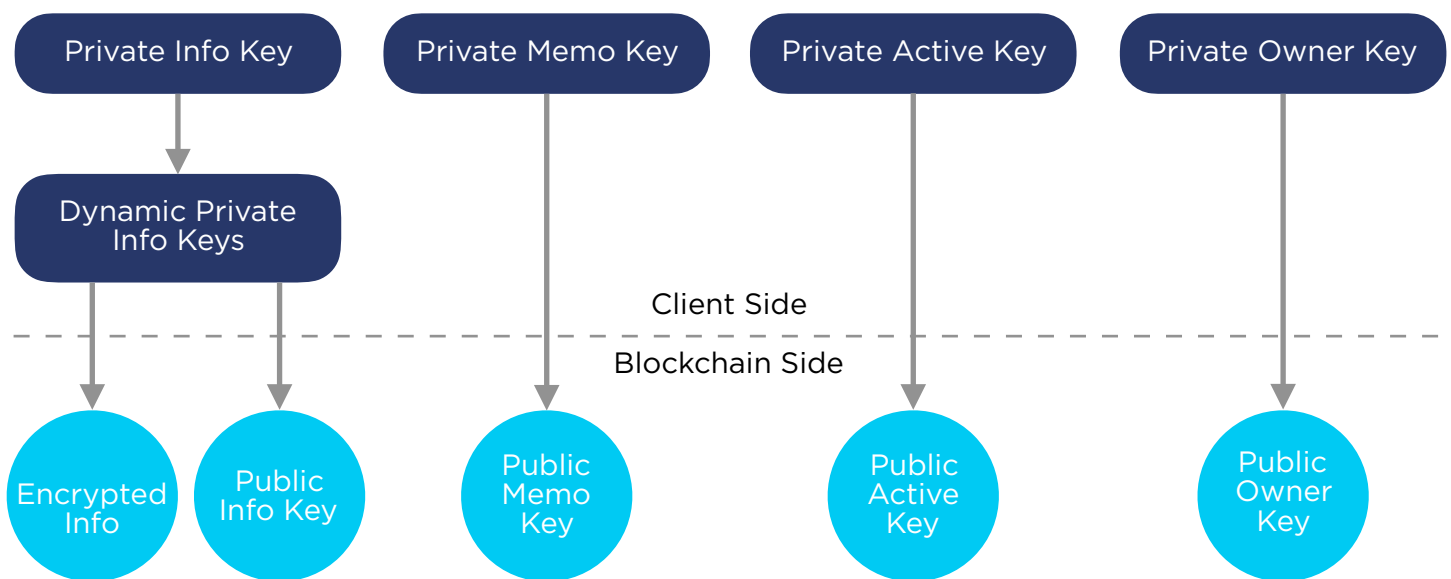 Private Info Key
Private Memo Key
Private Active Key
Private Owner Key
Dynamic Private
Info Keys
Client Side
Blockchain Side
Encrypted
Info
Public
Info Key
Public
Memo
Key
Public
Active
Key
Public
Owner
Key